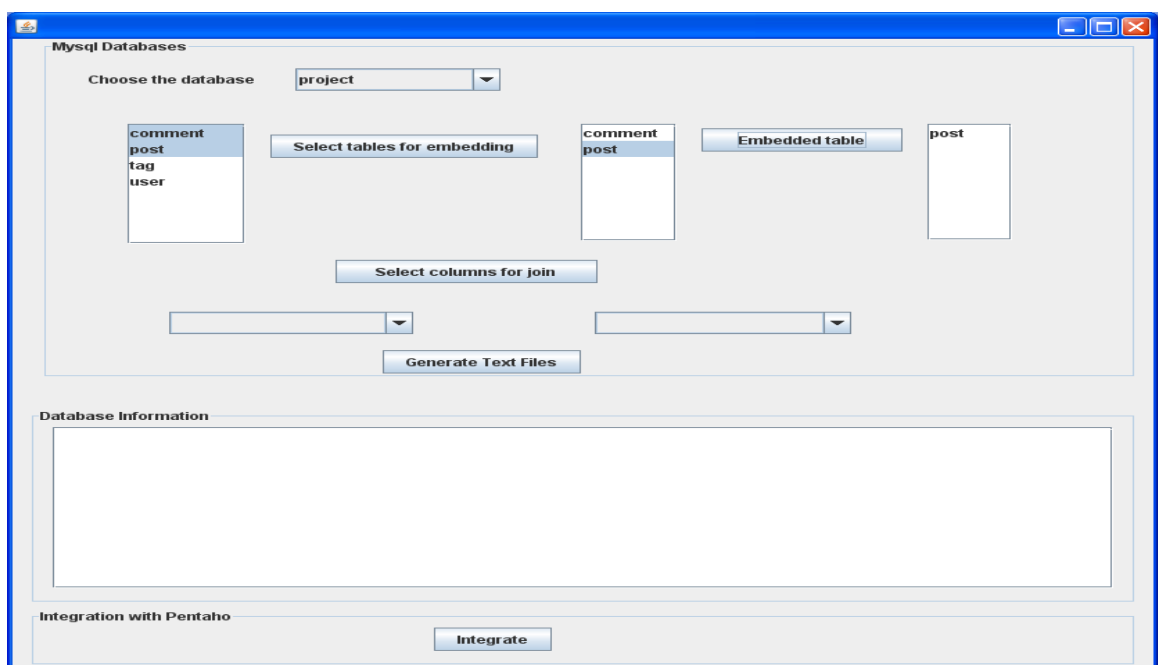 Mysql Databases
Choose the database
project
comment
post
tag
user
Select tables for embedding
comment
post
Embedded table
post
Select columns for join
Generate Text Files
Database Information
Integration with Pentaho
Integrate